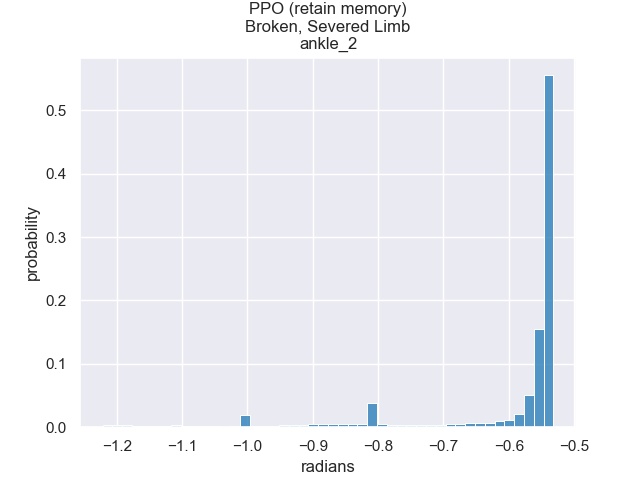 PPO (retain memory)
Broken, Severed Limb
ankle_2
0.5
0.4
0.3
0.2
0.1
0.0
probability
−1.2 −1.1 −1.0 −0.9 −0.8 −0.7 −0.6 −0.5
radians